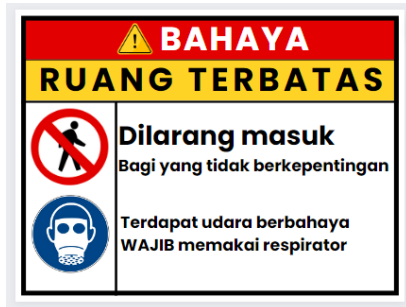 BAHAYA
RUANG TERBATAS
Dilarang masuk
Bagi yang tidak berkepentingan
Terdapat udara berbahaya
WAJIB memakai respirator